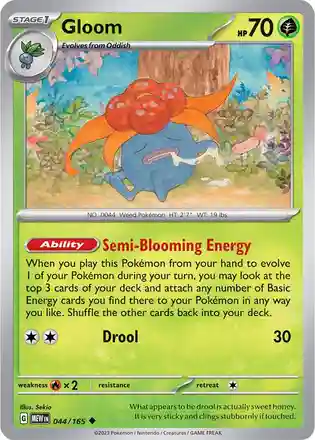 STAGE 1
Gloom
HP 70
Evolves from Oddish
NO. 0044 Weed Pokémon HT: 2'7" WT: 19 lbs
Ability Semi-Blooming Energy
When you play this Pokémon from your hand to evolve
1 of your Pokémon during your turn, you may look at the
top 3 cards of your deck and attach any number of Basic
Energy cards you find there to your Pokémon in any way
you like. Shuffle the other cards back into your deck.
Drool 30
weakness ×2 resistance retreat
Illus. Sekio
G MEW EN 044/165
What appears to be drool is actually sweet honey.
It is very sticky and clings stubbornly if touched.
©2023 Pokémon / Nintendo / Creatures / GAME FREAK